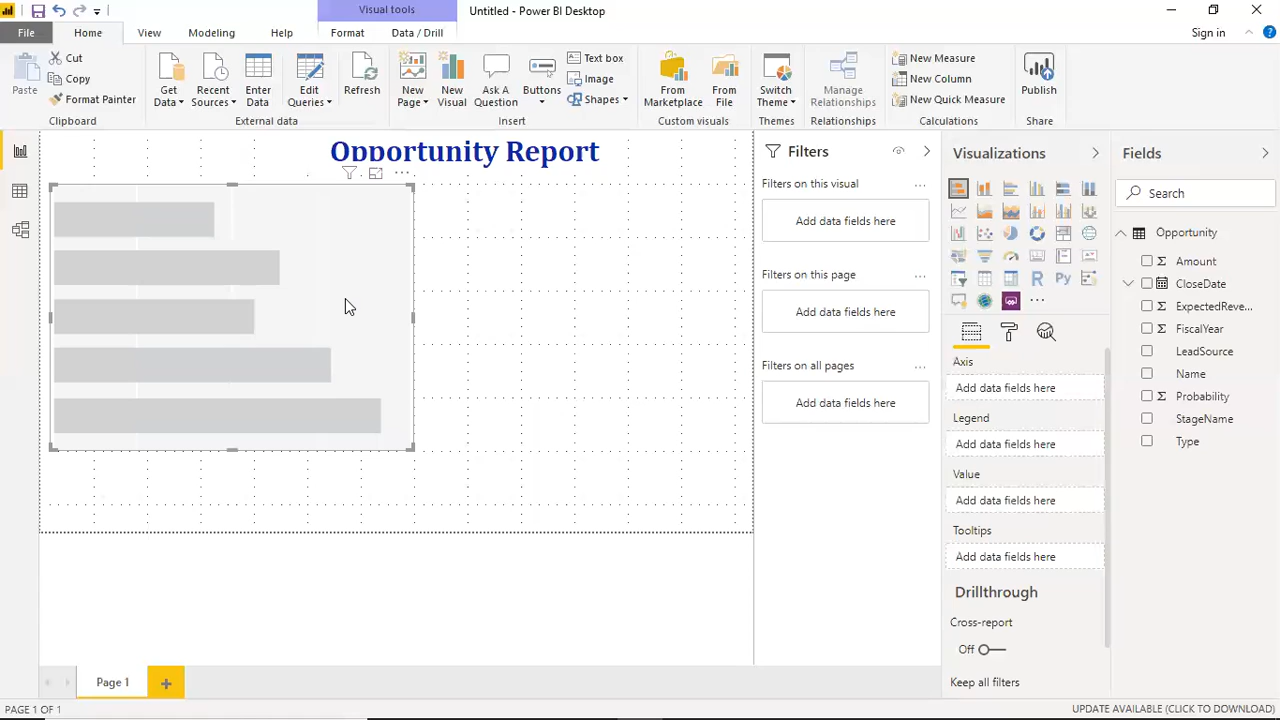 Visual tools
Untitled - Power BI Desktop
File
Home
View
Modeling
Help
Format
Data / Drill
Sign in
Paste
Cut
Copy
Format Painter
Clipboard
Get Data
Recent Sources
Enter Data
Edit Queries
Refresh
External data
New Page
New Visual
Ask A Question
Buttons
Text box
Image
Shapes
Insert
From Marketplace
From File
Custom visuals
Switch Theme
Themes
Manage Relationships
Relationships
New Measure
New Column
New Quick Measure
Calculations
Publish
Share
Opportunity Report
Filters
Filters on this visual
...
Add data fields here
Filters on this page
...
Add data fields here
Filters on all pages
...
Add data fields here
Visualizations
R
Py
...
Axis
Add data fields here
Legend
Add data fields here
Value
Add data fields here
Tooltips
Add data fields here
Drillthrough
Cross-report
Off
Keep all filters
Fields
Search
Opportunity
Σ Amount
CloseDate
Σ ExpectedReve...
Σ FiscalYear
LeadSource
Name
Σ Probability
StageName
Type
Page 1
PAGE 1 OF 1
UPDATE AVAILABLE (CLICK TO DOWNLOAD)